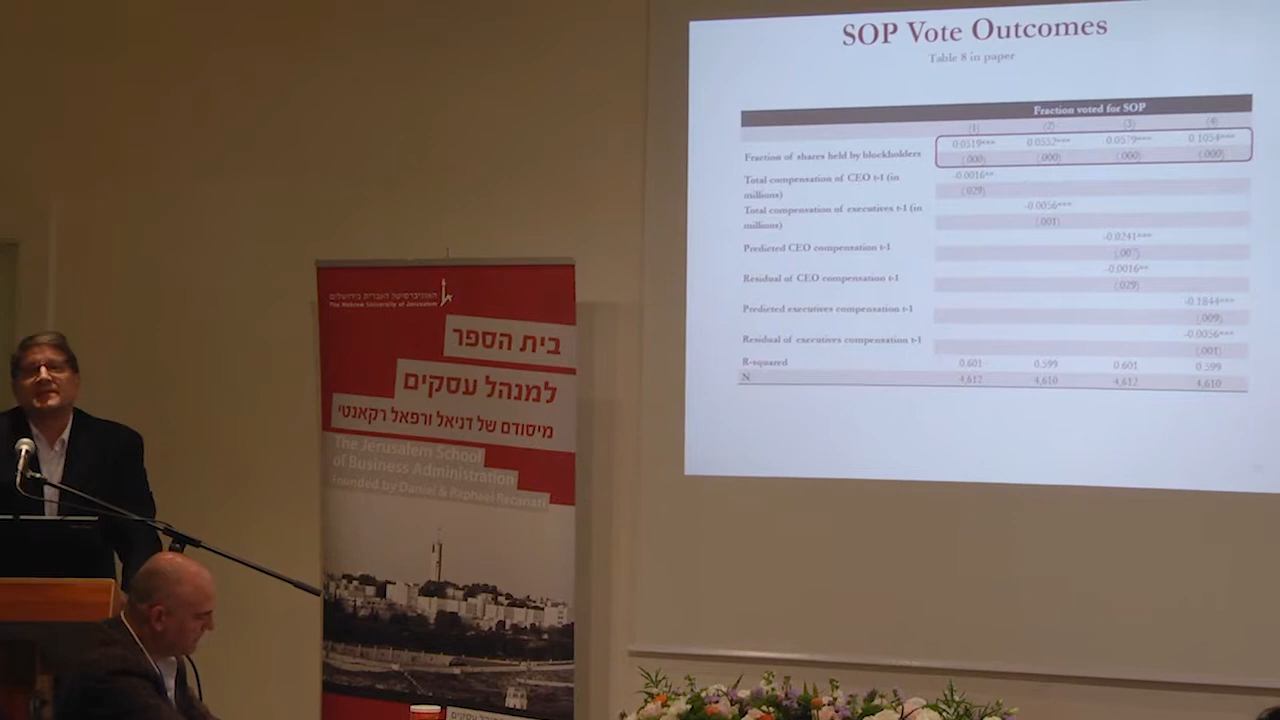 SOP Vote Outcomes
Table 8 in paper
Fraction voted for SOP
(1) (2) (3) (4)
Fraction of shares held by blockholders 0.0519*** 0.0552*** 0.0579*** 0.1054***
(.000) (.000) (.000) (.000)
Total compensation of CEO t-1 (in millions) -0.0016**
(.029)
Total compensation of executives t-1 (in millions) -0.0056***
(.001)
Predicted CEO compensation t-1 -0.0241***
(.007)
Residual of CEO compensation t-1 -0.0016**
(.029)
Predicted executives compensation t-1 -0.1844***
(.009)
Residual of executives compensation t-1 -0.0056***
(.001)
R-squared 0.601 0.599 0.601 0.599
N 4,612 4,610 4,612 4,610
האוניברסיטה העברית בירושלים
The Hebrew University of Jerusalem
בית הספר
למנהל עסקים
מיסודם של דניאל ורפאל רקאנטי
The Jerusalem School
of Business Administration
Founded by Daniel & Raphael Recanati